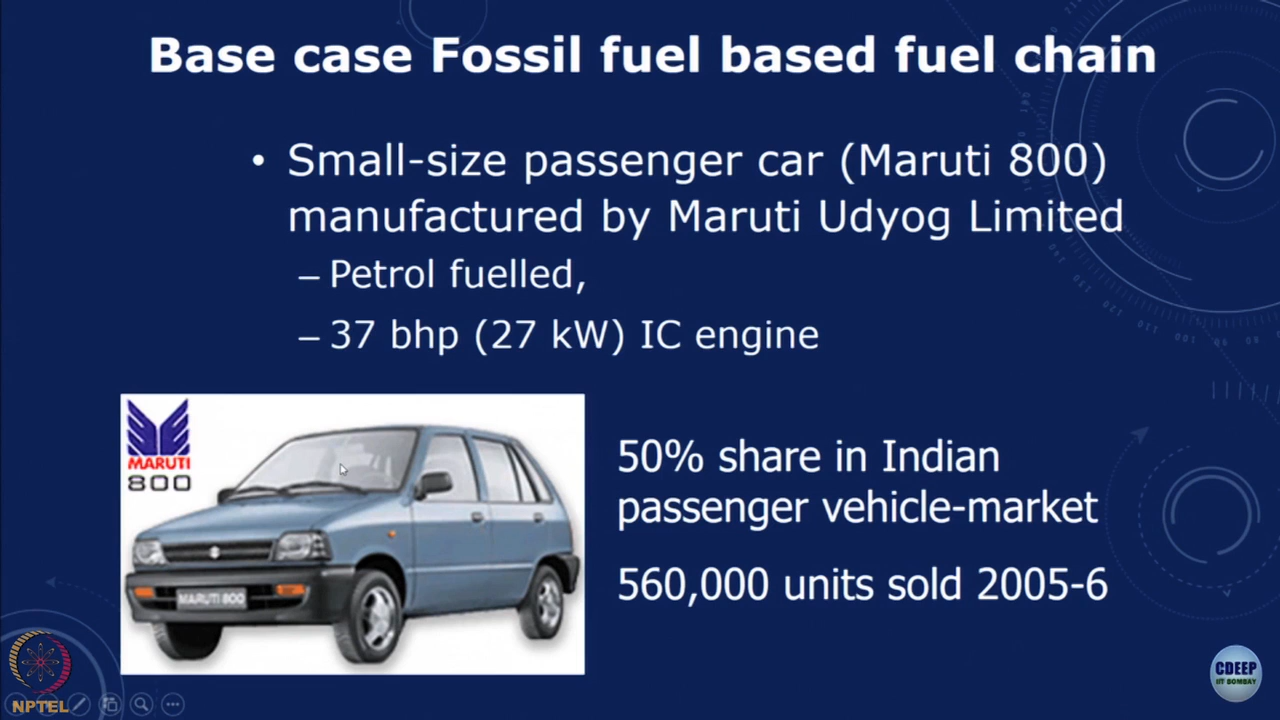 Base case Fossil fuel based fuel chain
• Small-size passenger car (Maruti 800)
manufactured by Maruti Udyog Limited
– Petrol fuelled,
– 37 bhp (27 kW) IC engine
MARUTI
800
MARUTI 800
50% share in Indian
passenger vehicle-market
560,000 units sold 2005-6
NPTEL
CDEEP
IIT BOMBAY